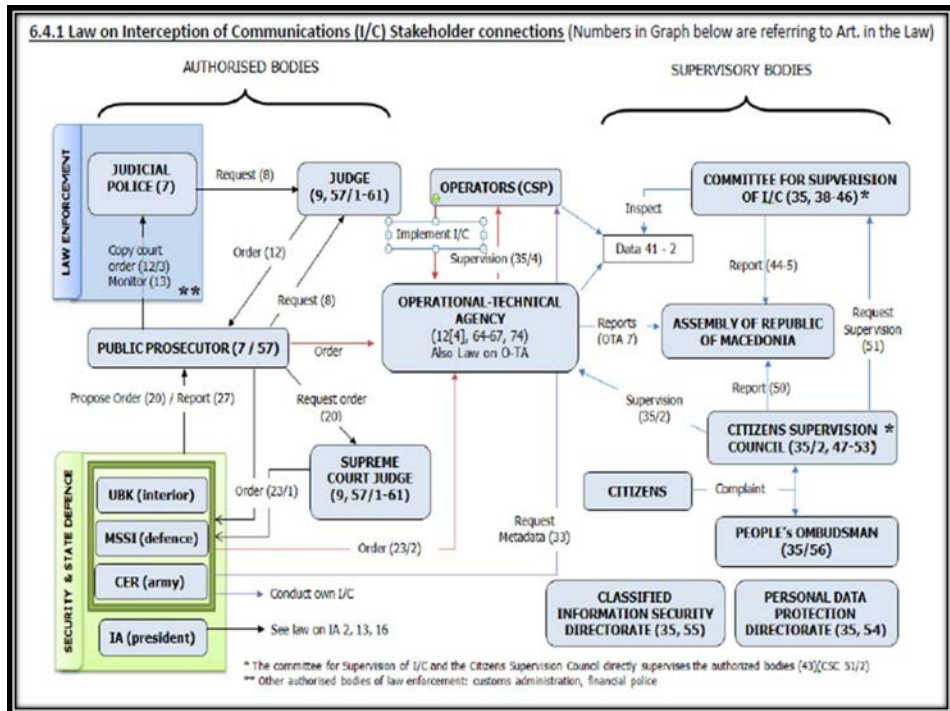 6.4.1 Law on Interception of Communications (I/C) Stakeholder connections (Numbers in Graph below are referring to Art. in the Law)
AUTHORISED BODIES
SUPERVISORY BODIES
LAW ENFORCEMENT
JUDICIAL
POLICE (7)
Request (8)
JUDGE
(9, 57/1-61)
OPERATORS (CSP)
COMMITTEE FOR SUPVERISION
OF I/C (35, 38-46) *
Implement I/C
Inspect
Data 41 - 2
Copy court
order (12/3)
Monitor (13)
**
Order (12)
Request (8)
Supervision (35/4)
Report (44-5)
Request
Supervision
(51)
PUBLIC PROSECUTOR (7 / 57)
Order
OPERATIONAL-TECHNICAL
AGENCY
(12[4], 64-67, 74)
Also Law on O-TA
Reports
(OTA 7)
ASSEMBLY OF REPUBLIC
OF MACEDONIA
Propose Order (20) / Report (27)
Request order
(20)
Supervision
(35/2)
Report (50)
SECURITY & STATE DEFENCE
SUPREME
COURT JUDGE
(9, 57/1-61)
CITIZENS SUPERVISION *
COUNCIL (35/2, 47-53)
UBK (interior)
Order (23/1)
CITIZENS
Complaint
MSSI (defence)
Order (23/2)
Request
Metadata (33)
PEOPLE's OMBUDSMAN
(35/56)
CER (army)
Conduct own I/C
CLASSIFIED
INFORMATION SECURITY
DIRECTORATE (35, 55)
PERSONAL DATA
PROTECTION
DIRECTORATE (35, 54)
IA (president)
See law on IA 2, 13, 16
* The committee for Supervision of I/C and the Citizens Supervision Council directly supervises the authorized bodies (43)(CSC 51/2)
** Other authorised bodies of law enforcement: customs administration, financial police